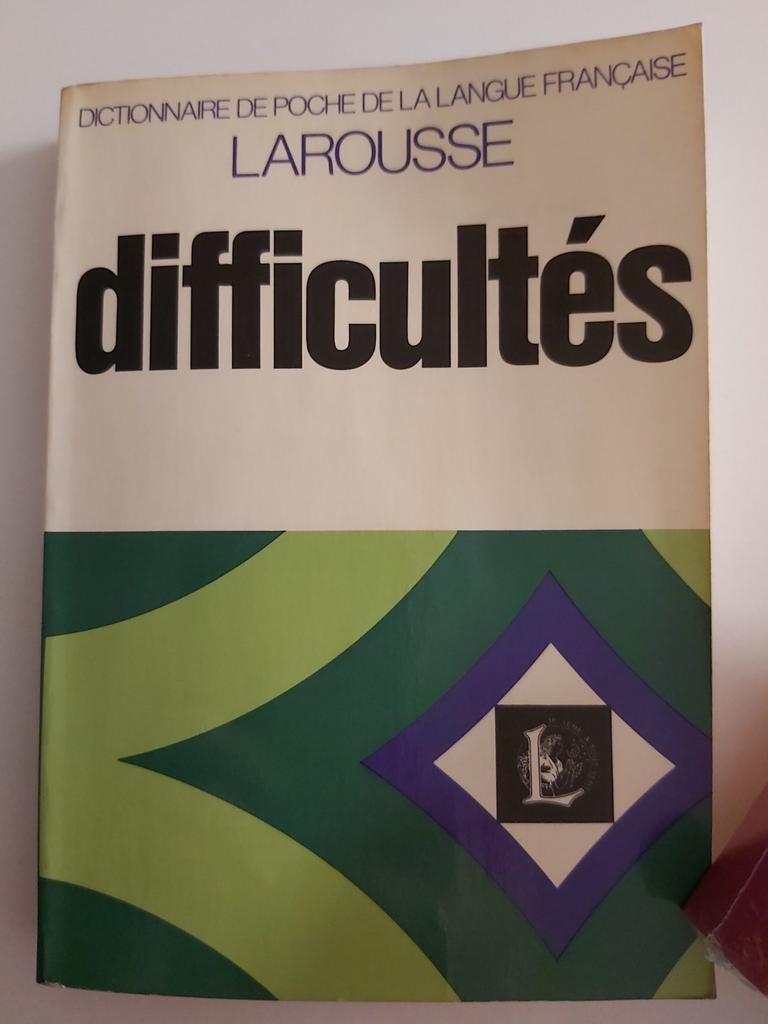 DICTIONNAIRE DE POCHE DE LA LANGUE FRANÇAISE
LAROUSSE
difficultés
L